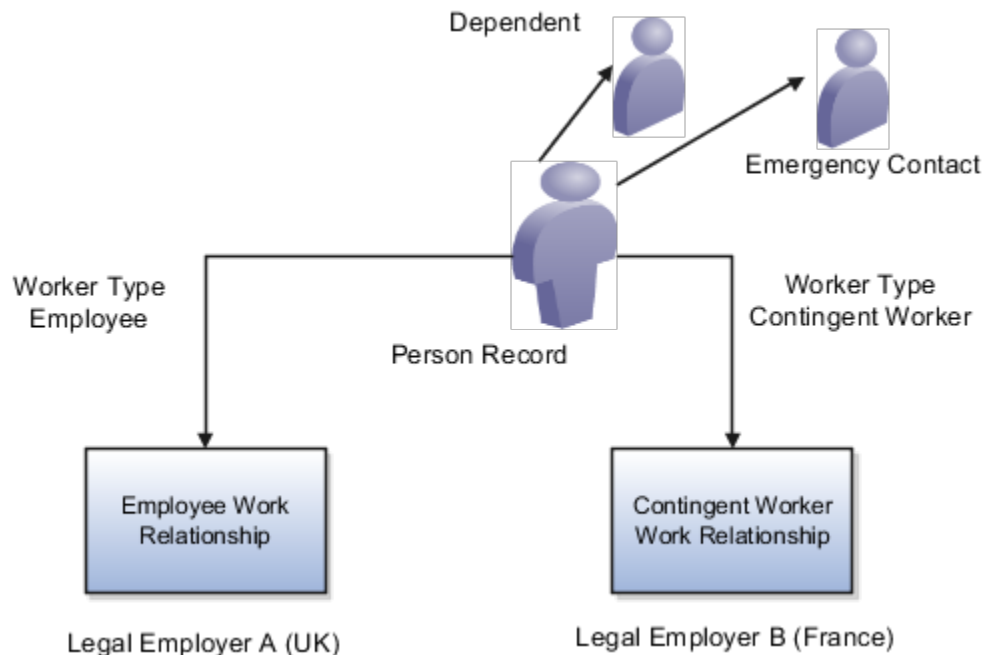 Dependent
Emergency Contact
Worker Type
Employee
Worker Type
Contingent Worker
Person Record
Employee Work
Relationship
Contingent Worker
Work Relationship
Legal Employer A (UK)
Legal Employer B (France)